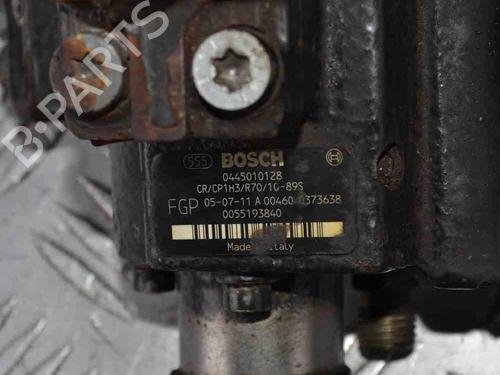 B-PARTS
555 BOSCH
0445010128
CR/CP1H3/R70/10-89S
FGP 05-07-11 A 00460 373638
0055193840
Made Italy